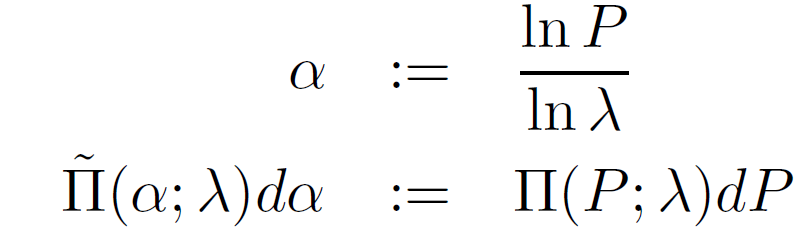 α := ln P / ln λ
Π̃(α; λ)dα := Π(P; λ)dP